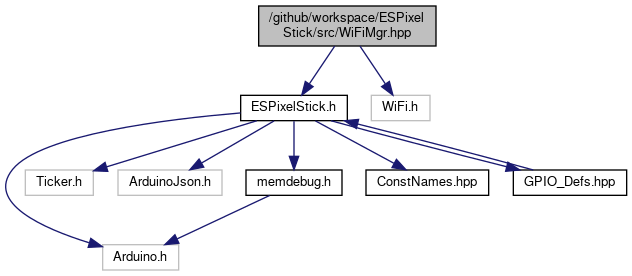 /github/workspace/ESPixel
Stick/src/WiFiMgr.hpp
ESPixelStick.h
WiFi.h
Ticker.h
ArduinoJson.h
memdebug.h
ConstNames.hpp
GPIO_Defs.hpp
Arduino.h